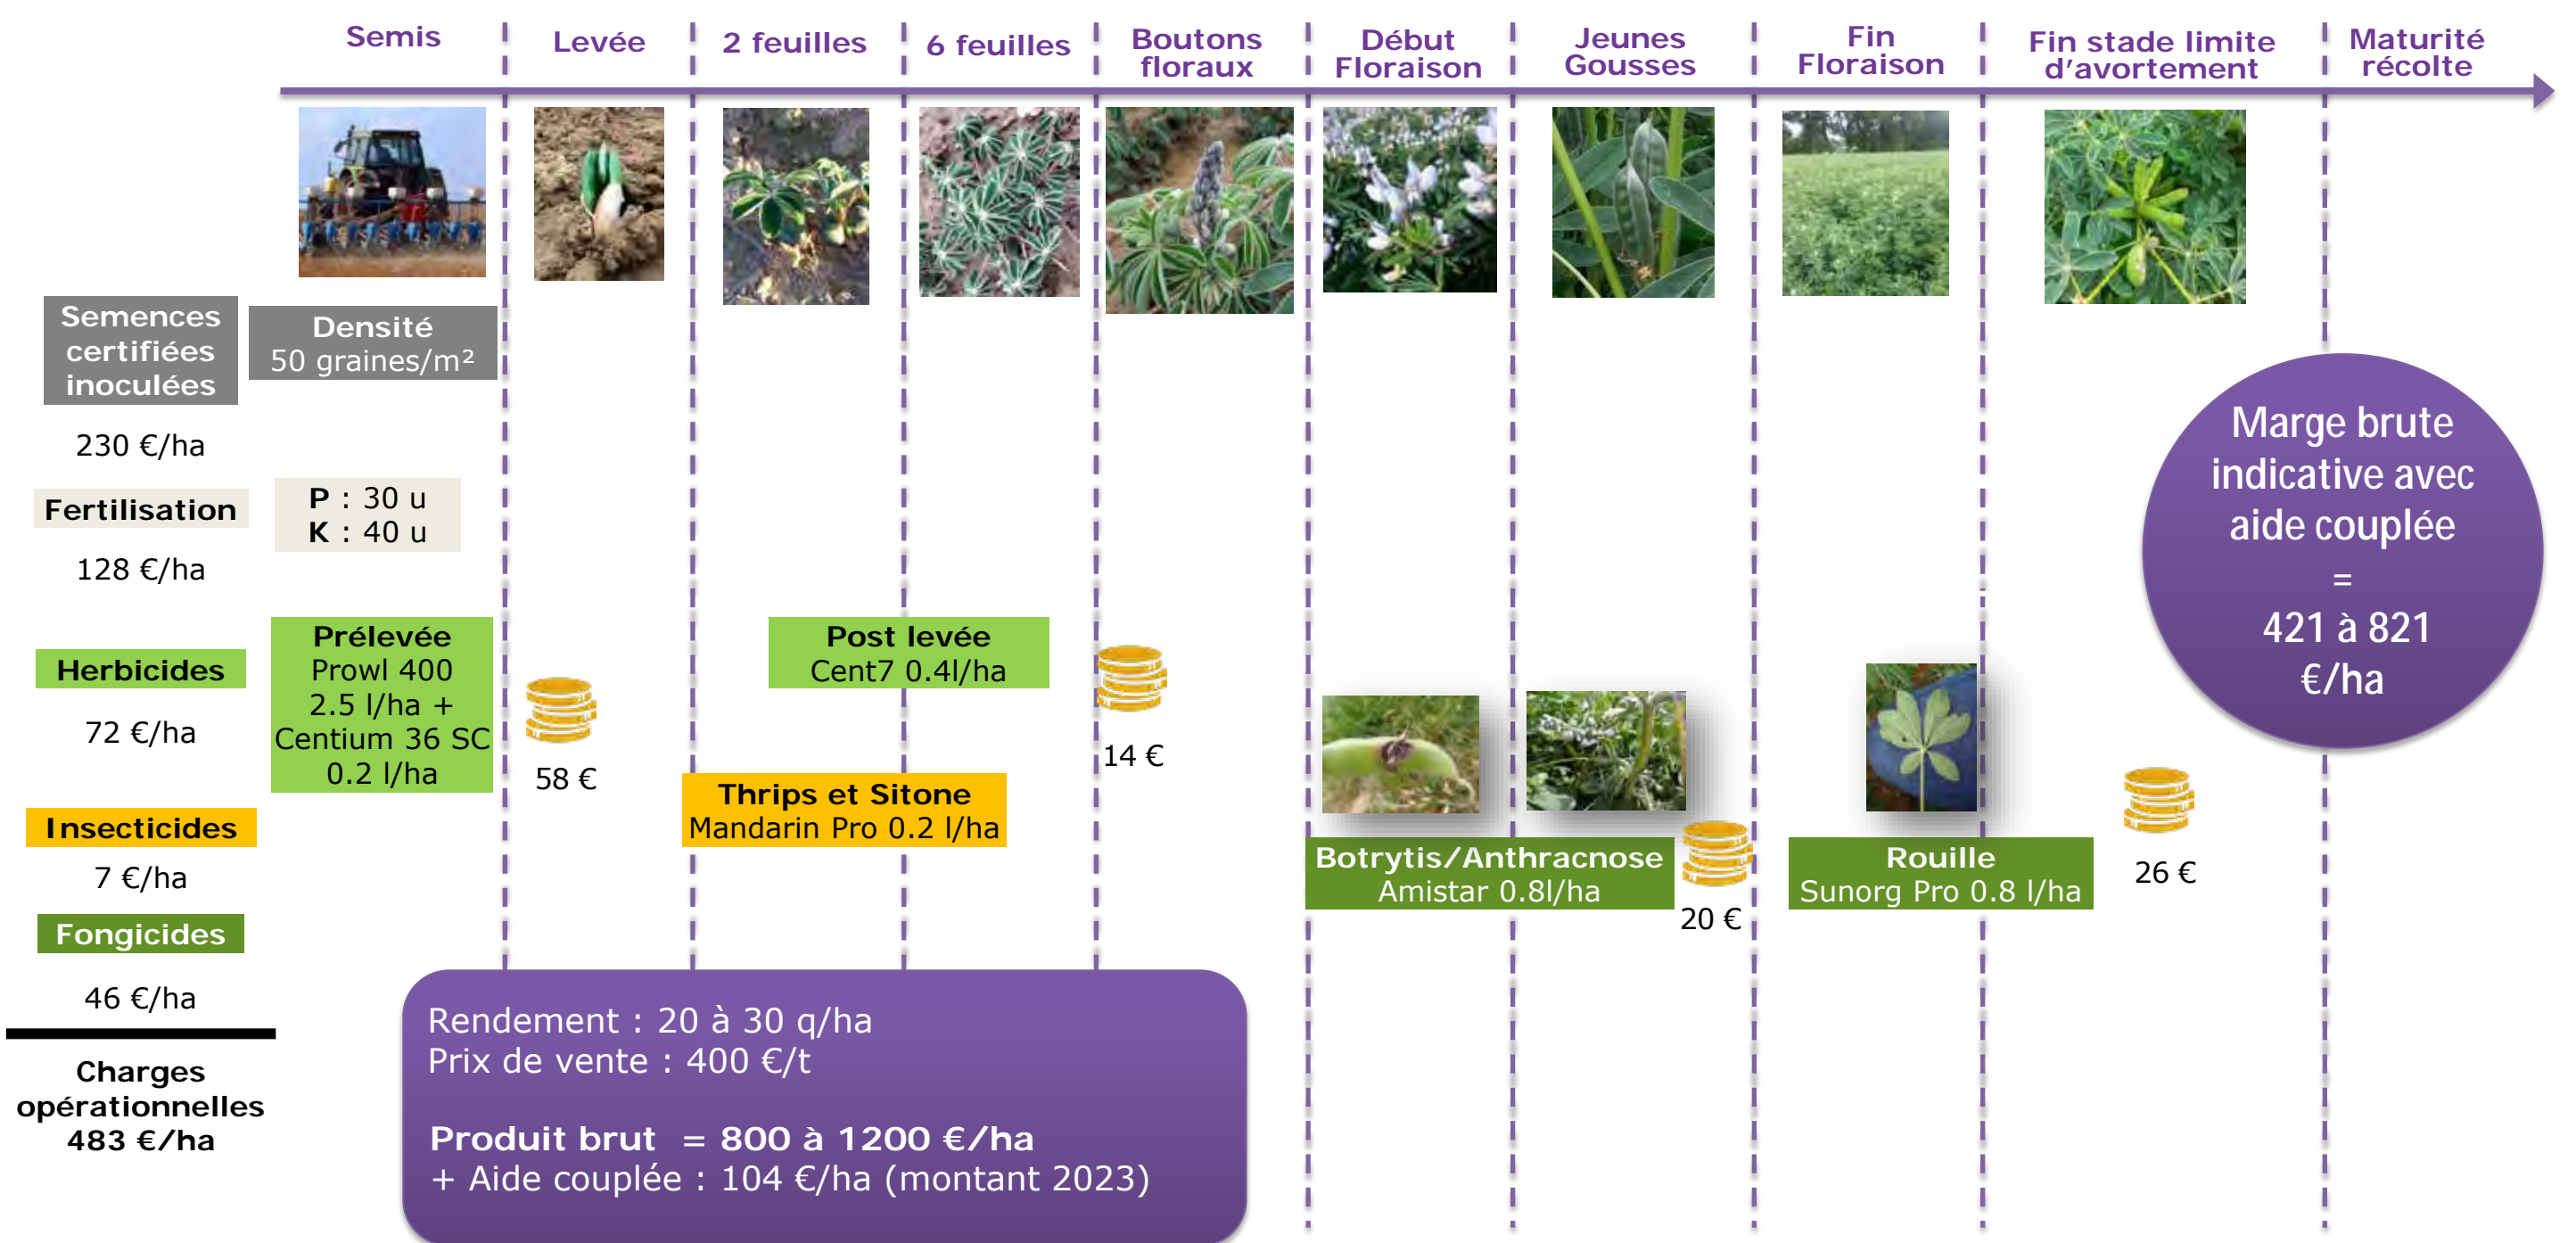 Semis
Levée
2 feuilles
6 feuilles
Boutons
floraux
Début
Floraison
Jeunes
Gousses
Fin
Floraison
Fin stade limite
d'avortement
Maturité
récolte
Semences
certifiées
inoculées
230 €/ha
Densité
50 graines/m²
Fertilisation
128 €/ha
P : 30 u
K : 40 u
Herbicides
72 €/ha
Prélevée
Prowl 400
2.5 l/ha +
Centium 36 SC
0.2 l/ha
58 €
Post levée
Cent7 0.4l/ha
14 €
Insecticides
7 €/ha
Thrips et Sitone
Mandarin Pro 0.2 l/ha
Fongicides
46 €/ha
Botrytis/Anthracnose
Amistar 0.8l/ha
20 €
Rouille
Sunorg Pro 0.8 l/ha
26 €
Charges
opérationnelles
483 €/ha
Rendement : 20 à 30 q/ha
Prix de vente : 400 €/t
Produit brut = 800 à 1200 €/ha
+ Aide couplée : 104 €/ha (montant 2023)
Marge brute
indicative avec
aide couplée
=
421 à 821
€/ha